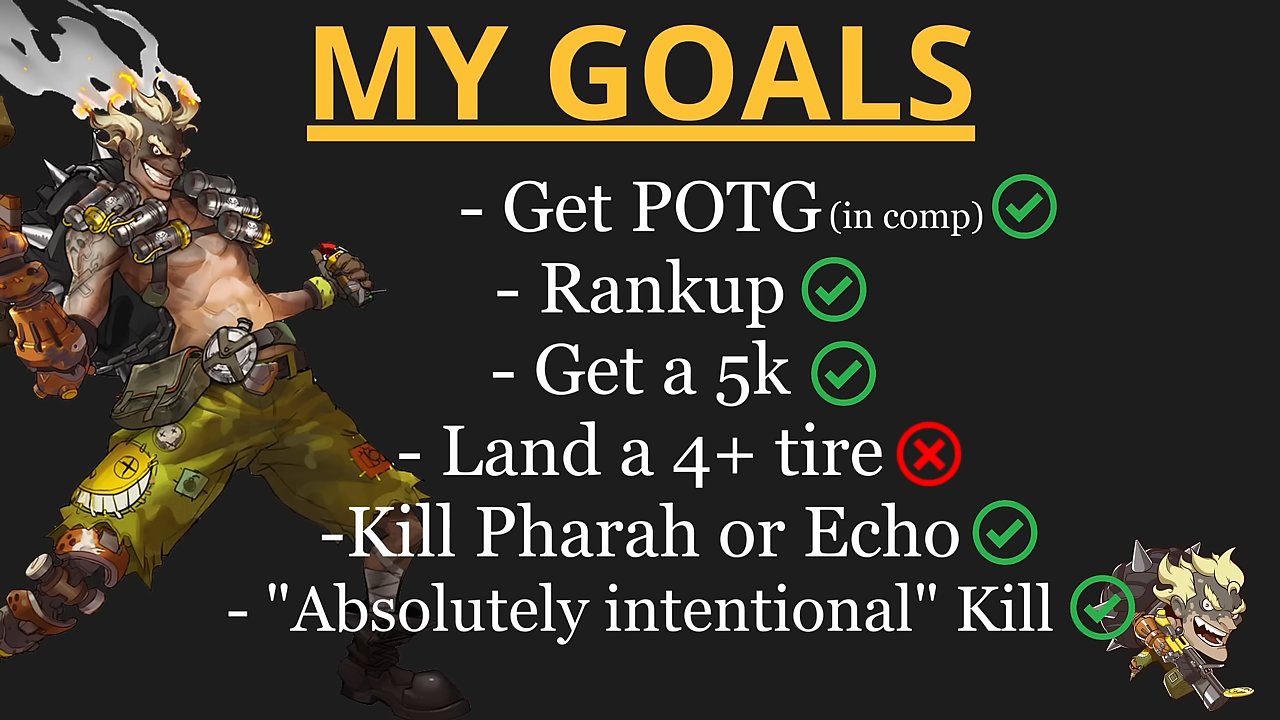 MY GOALS
- Get POTG (in comp)
- Rankup
- Get a 5k
- Land a 4+ tire
-Kill Pharah or Echo
- "Absolutely intentional" Kill